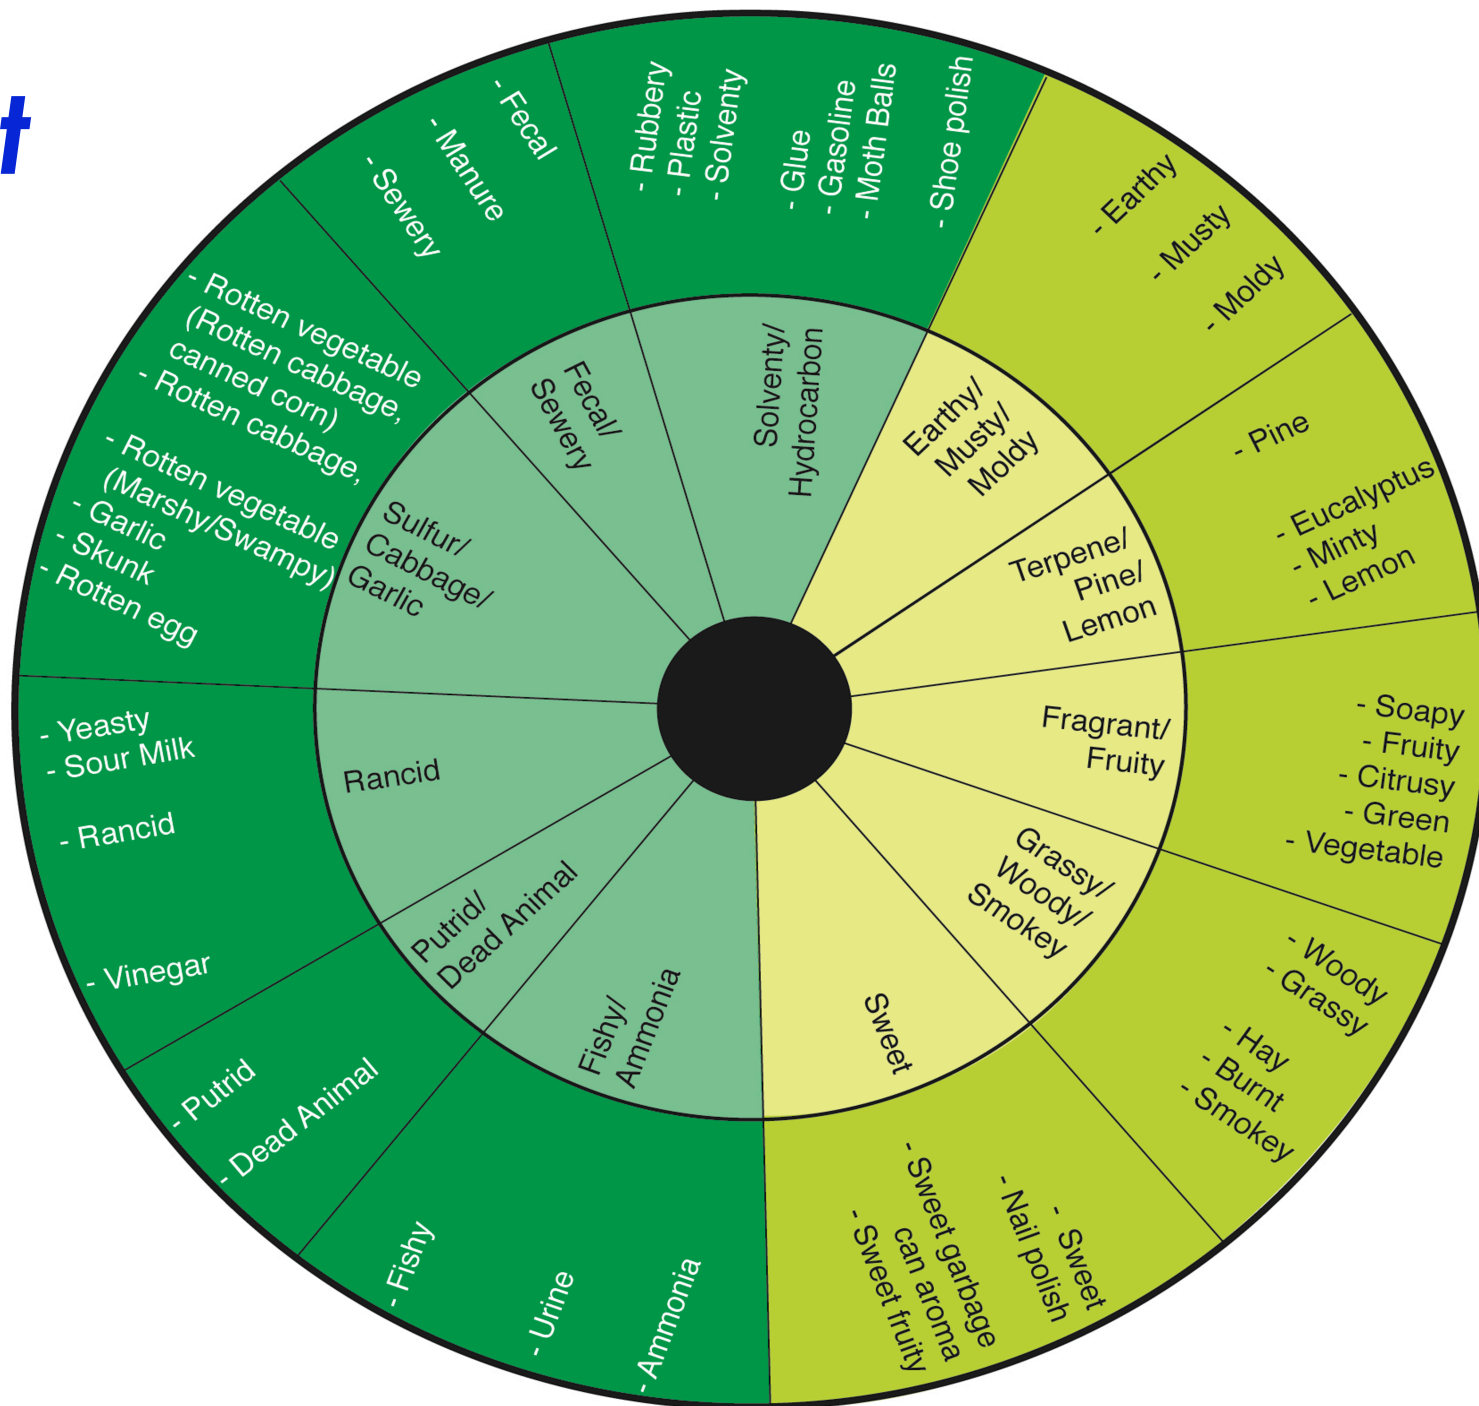 t
- Rubbery
- Plastic
- Solventy
- Glue
- Gasoline
- Moth Balls
- Shoe polish
Solventy/
Hydrocarbon
- Earthy
- Musty
- Moldy
Earthy/
Musty/
Moldy
- Pine
- Eucalyptus
- Minty
- Lemon
Terpene/
Pine/
Lemon
- Soapy
- Fruity
- Citrusy
- Green
- Vegetable
Fragrant/
Fruity
- Woody
- Grassy
- Hay
- Burnt
- Smokey
Grassy/
Woody/
Smokey
- Sweet
- Nail polish
- Sweet garbage
can aroma
- Sweet fruity
Sweet
- Fishy
- Urine
- Ammonia
Fishy/
Ammonia
- Putrid
- Dead Animal
Putrid/
Dead Animal
- Yeasty
- Sour Milk
- Rancid
- Vinegar
Rancid
- Rotten vegetable
(Rotten cabbage,
canned corn)
- Rotten cabbage,
- Rotten vegetable
(Marshy/Swampy)
- Garlic
- Skunk
- Rotten egg
Sulfur/
Cabbage/
Garlic
- Fecal
- Manure
- Sewery
Fecal/
Sewery